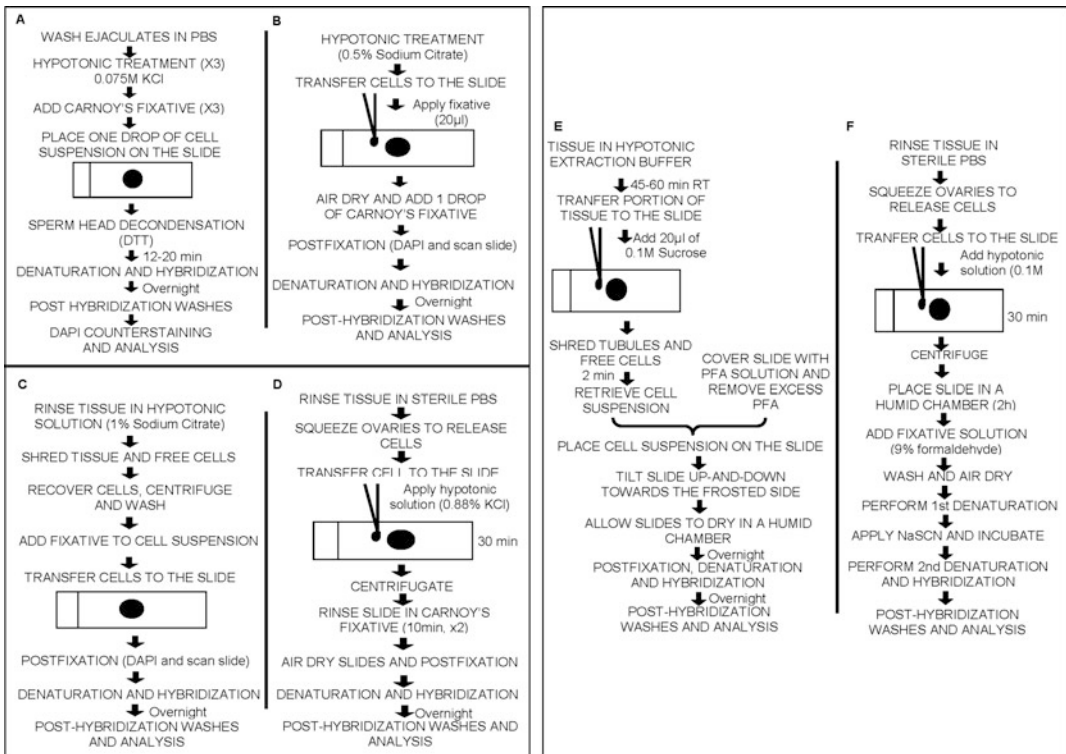 A
WASH EJACULATES IN PBS
HYPOTONIC TREATMENT (X3)
0.075M KCl
ADD CARNOY'S FIXATIVE (X3)
PLACE ONE DROP OF CELL
SUSPENSION ON THE SLIDE
SPERM HEAD DECONDENSATION
(DTT)
12-20 min
DENATURATION AND HYBRIDIZATION
Overnight
POST HYBRIDIZATION WASHES
DAPI COUNTERSTAINING
AND ANALYSIS
B
HYPOTONIC TREATMENT
(0.5% Sodium Citrate)
TRANSFER CELLS TO THE SLIDE
Apply fixative
(20µl)
AIR DRY AND ADD 1 DROP
OF CARNOY'S FIXATIVE
POSTFIXATION (DAPI and scan slide)
DENATURATION AND HYBRIDIZATION
Overnight
POST-HYBRIDIZATION WASHES
AND ANALYSIS
C
RINSE TISSUE IN HYPOTONIC
SOLUTION (1% Sodium Citrate)
SHRED TISSUE AND FREE CELLS
RECOVER CELLS, CENTRIFUGE
AND WASH
ADD FIXATIVE TO CELL SUSPENSION
TRANSFER CELLS TO THE SLIDE
POSTFIXATION (DAPI and scan slide)
DENATURATION AND HYBRIDIZATION
Overnight
POST-HYBRIDIZATION WASHES
AND ANALYSIS
D
RINSE TISSUE IN STERILE PBS
SQUEEZE OVARIES TO RELEASE
CELLS
TRANSFER CELL TO THE SLIDE
Apply hypotonic
solution (0.88% KCl)
30 min
CENTRIFUGATE
RINSE SLIDE IN CARNOY'S
FIXATIVE (10min, x2)
AIR DRY SLIDES AND POSTFIXATION
DENATURATION AND HYBRIDIZATION
Overnight
POST-HYBRIDIZATION WASHES AND
ANALYSIS
E
TISSUE IN HYPOTONIC
EXTRACTION BUFFER
45-60 min RT
TRANFER PORTION OF
TISSUE TO THE SLIDE
Add 20µl of
0.1M Sucrose
SHRED TUBULES AND
FREE CELLS
2 min
RETRIEVE CELL
SUSPENSION
COVER SLIDE WITH
PFA SOLUTION AND
REMOVE EXCESS
PFA
PLACE CELL SUSPENSION ON THE SLIDE
TILT SLIDE UP-AND-DOWN
TOWARDS THE FROSTED SIDE
ALLOW SLIDES TO DRY IN A HUMID
CHAMBER
Overnight
POSTFIXATION, DENATURATION
AND HYBRIDIZATION
Overnight
POST-HYBRIDIZATION
WASHES AND ANALYSIS
F
RINSE TISSUE IN
STERILE PBS
SQUEEZE OVARIES TO
RELEASE CELLS
TRANFER CELLS TO THE SLIDE
Add hypotonic
solution (0.1M
30 min
CENTRIFUGE
PLACE SLIDE IN A
HUMID CHAMBER (2h)
ADD FIXATIVE SOLUTION
(9% formaldehyde)
WASH AND AIR DRY
PERFORM 1st DENATURATION
APPLY NaSCN AND INCUBATE
PERFORM 2nd DENATURATION
AND HYBRIDIZATION
POST-HYBRIDIZATION
WASHES AND ANALYSIS